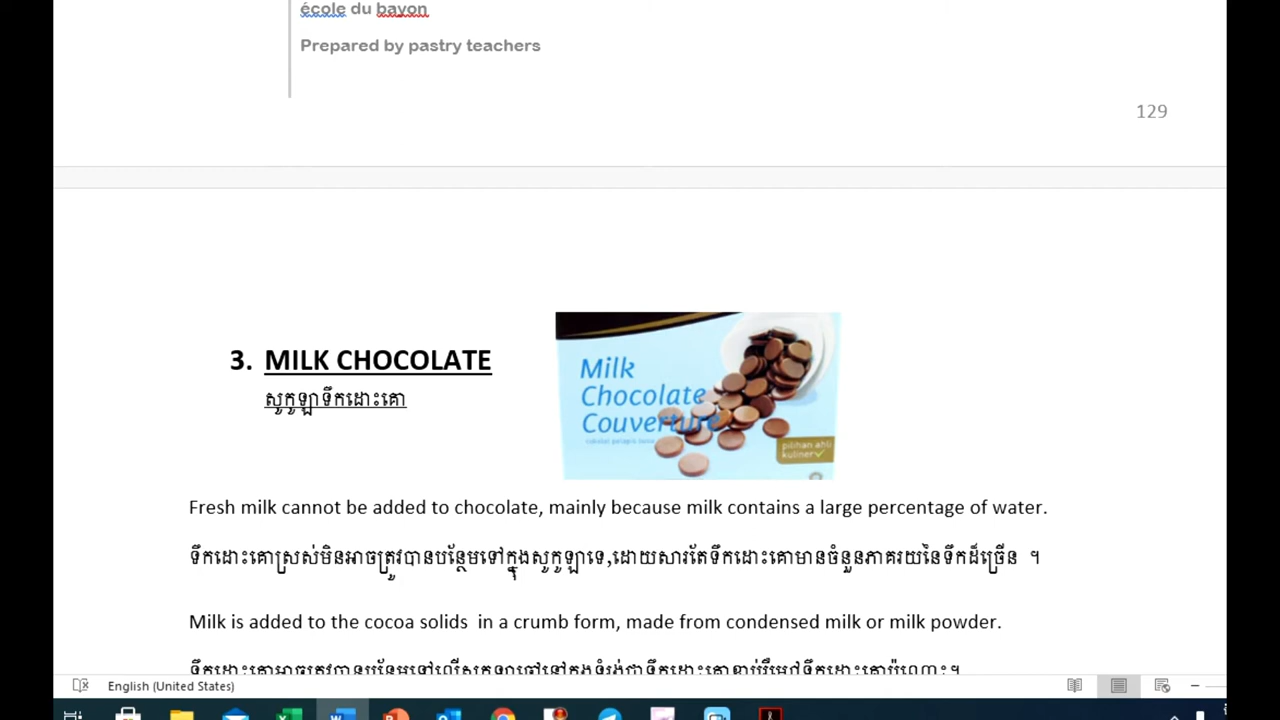 école du bayon
Prepared by pastry teachers
129
3. MILK CHOCOLATE
សូកូឡាទឹកដោះគោ
Milk
Chocolate
Couverture
pilihan ahli
kuliner
Fresh milk cannot be added to chocolate, mainly because milk contains a large percentage of water.
ទឹកដោះគោស្រស់មិនអាចត្រូវបានបន្ថែមទៅក្នុងសូកូឡាទេ,ដោយសារតែទឹកដោះគោមានចំនួនភាគរយនៃទឹកដ៏ច្រើន ។
Milk is added to the cocoa solids in a crumb form, made from condensed milk or milk powder.
English (United States)